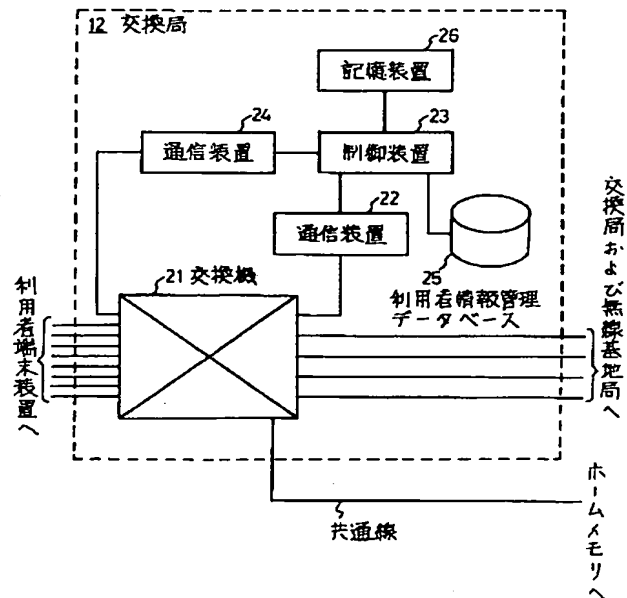 12 交換局
26
記憶装置
24
通信装置
23
制御装置
22
通信装置
25
利用者情報管理
データベース
21 交換機
利用者端末装置へ
交換局および無線基地局へ
共通線
ホームメモリへ